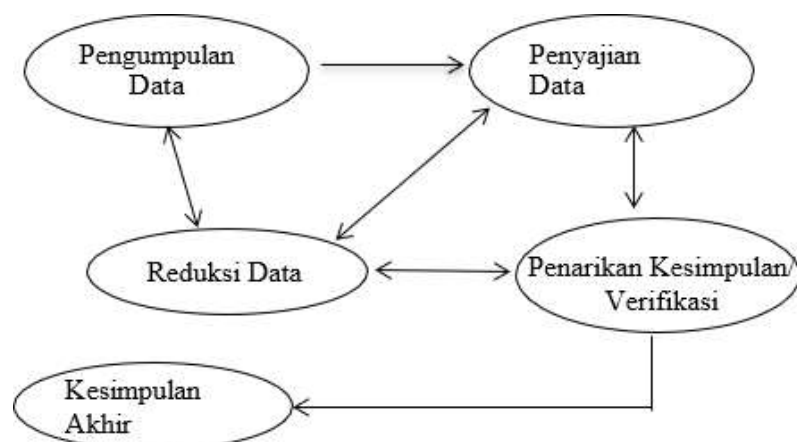 Pengumpulan
Data
Penyajian
Data
Reduksi Data
Penarikan Kesimpulan/
Verifikasi
Kesimpulan
Akhir